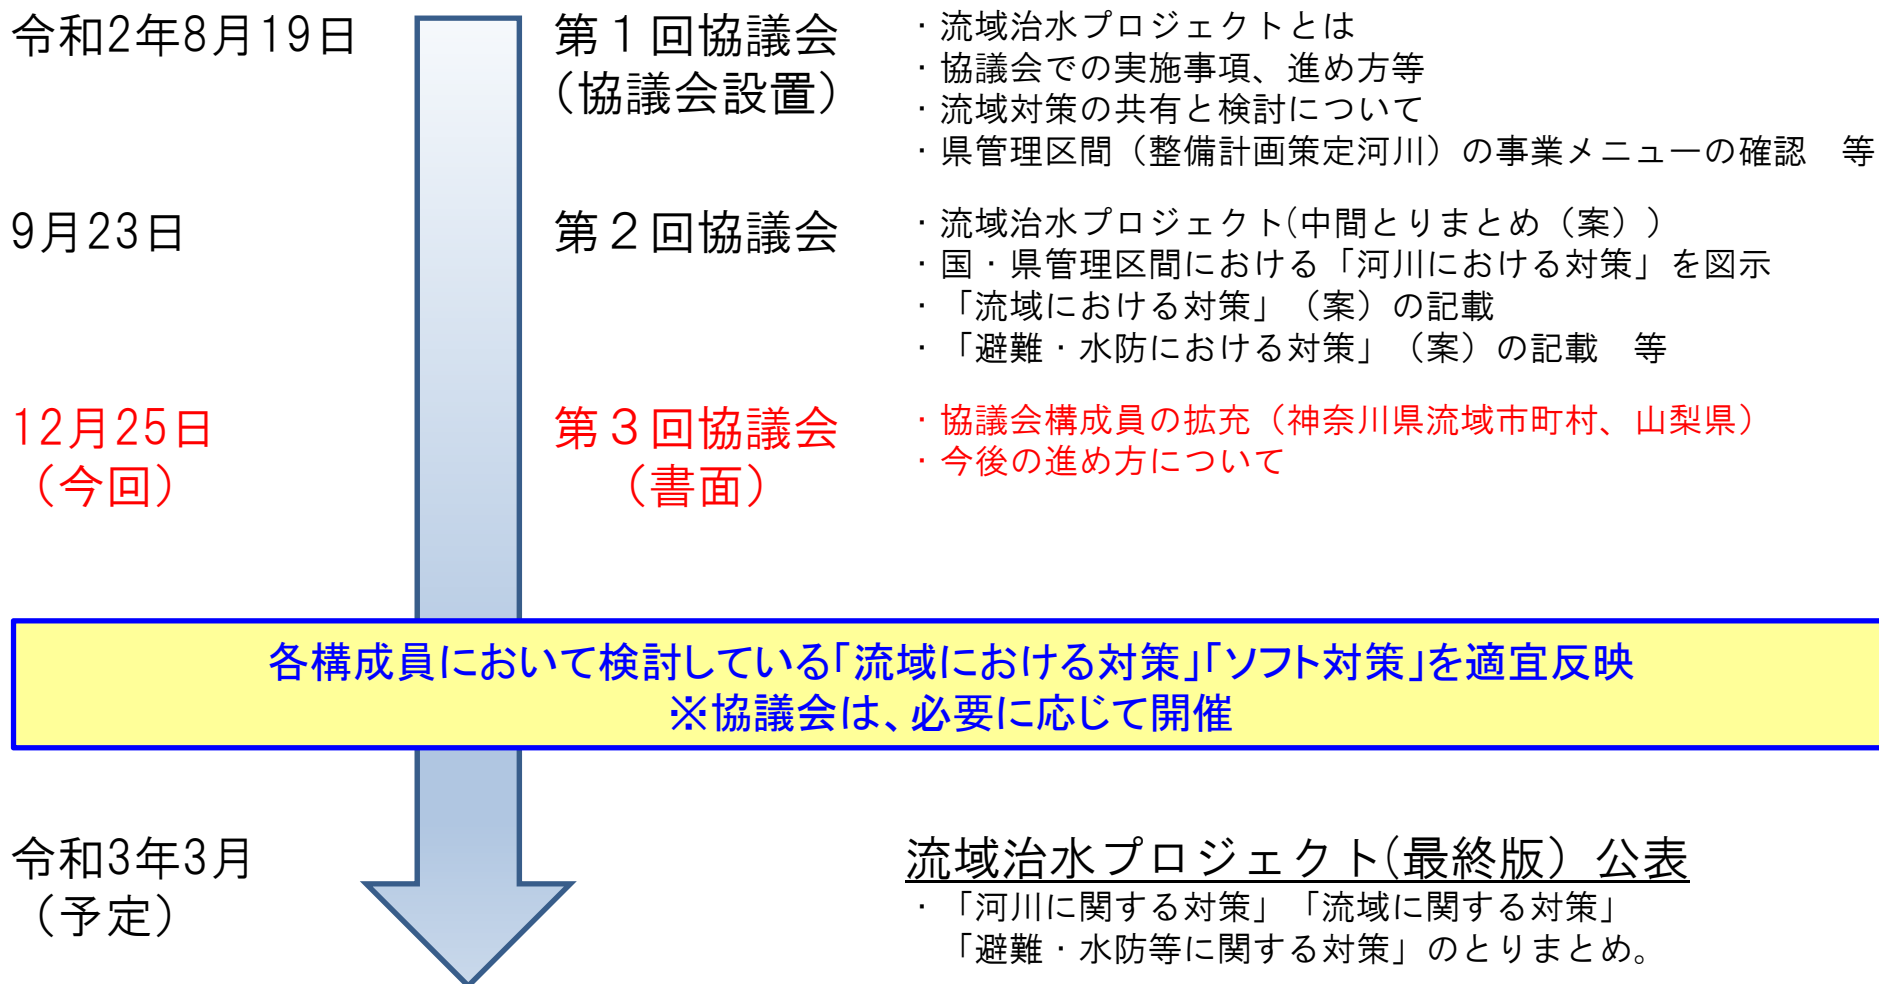 令和2年8月19日
第１回協議会
（協議会設置）
・流域治水プロジェクトとは
・協議会での実施事項、進め方等
・流域対策の共有と検討について
・県管理区間（整備計画策定河川）の事業メニューの確認　等
9月23日
第２回協議会
・流域治水プロジェクト(中間とりまとめ（案））
・国・県管理区間における「河川における対策」を図示
・「流域における対策」（案）の記載
・「避難・水防における対策」（案）の記載　等
12月25日
（今回）
第３回協議会
（書面）
・協議会構成員の拡充（神奈川県流域市町村、山梨県）
・今後の進め方について
各構成員において検討している「流域における対策」「ソフト対策」を適宜反映
※協議会は、必要に応じて開催
令和3年3月
（予定）
流域治水プロジェクト(最終版）公表
・「河川に関する対策」「流域に関する対策」
「避難・水防等に関する対策」のとりまとめ。